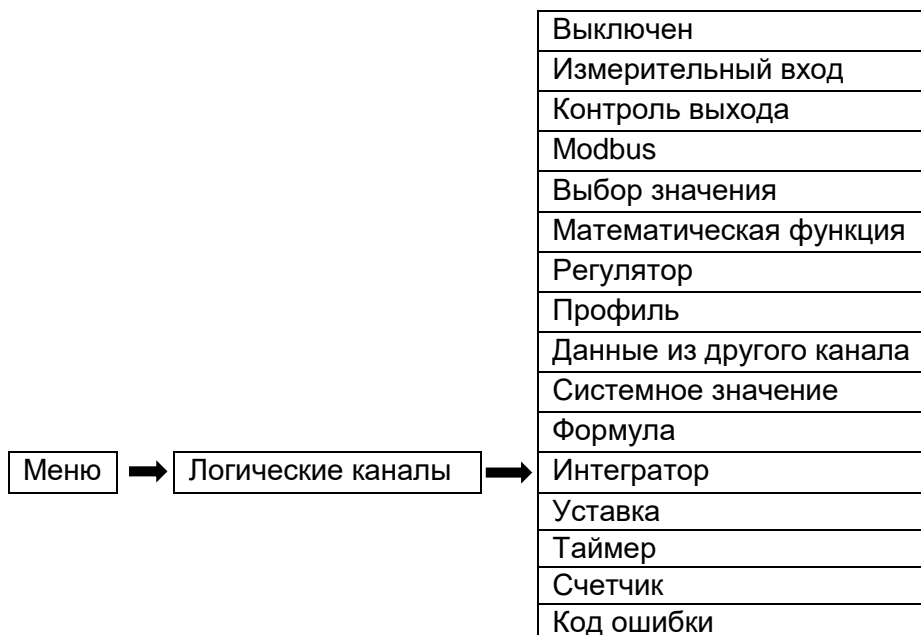 Выключен
Измерительный вход
Контроль выхода
Modbus
Выбор значения
Математическая функция
Регулятор
Профиль
Данные из другого канала
Системное значение
Формула
Меню
Логические каналы
Интегратор
Уставка
Таймер
Счетчик
Код ошибки